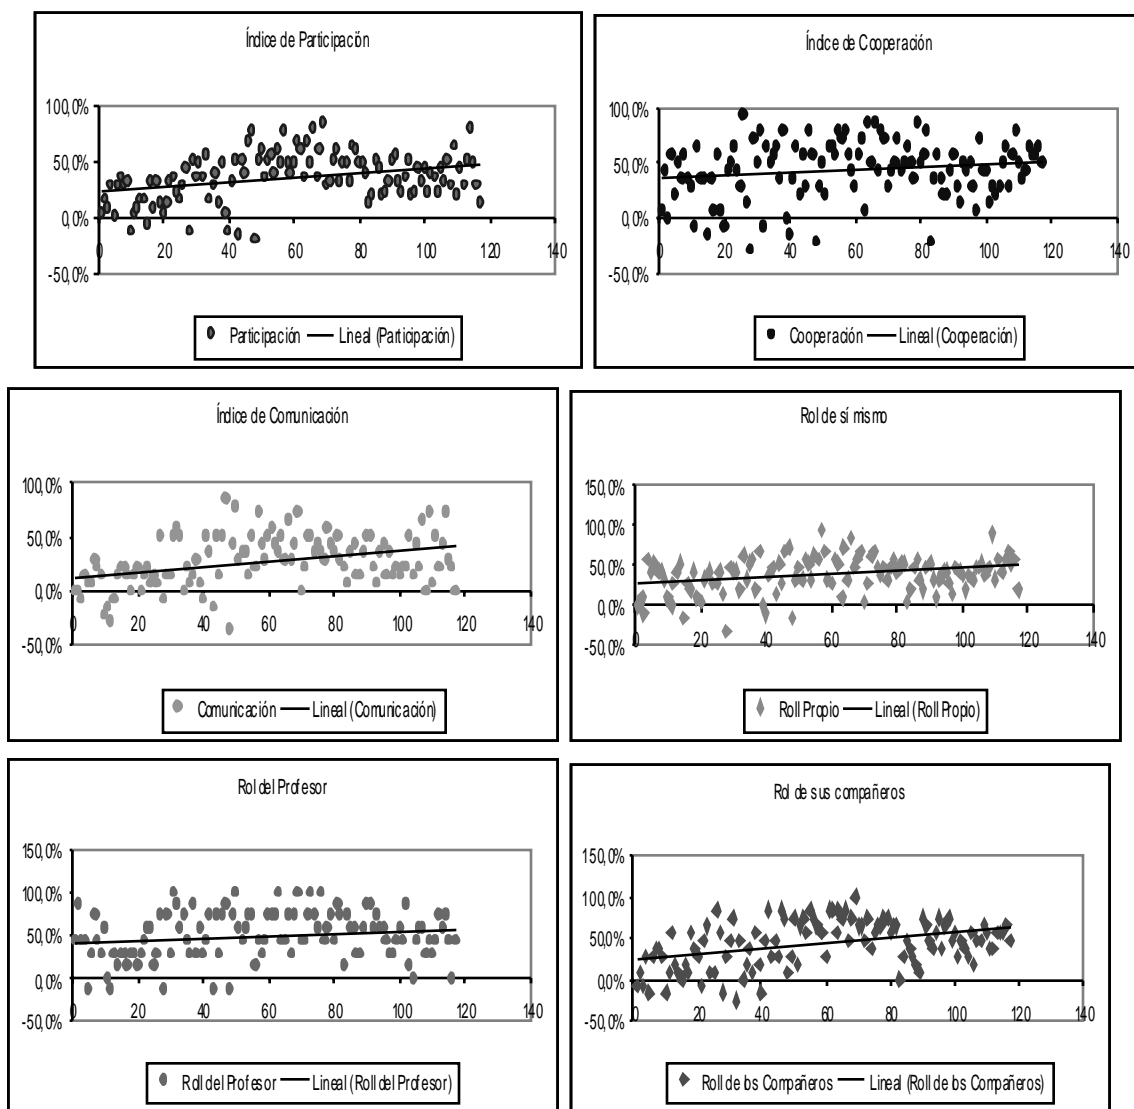 Índice de Participación
100,0%
50,0%
0,0%
-50,0%
0 20 40 60 80 100 120 140
Participación Lineal (Participación)
Índice de Cooperación
100,0%
50,0%
0,0%
-50,0%
0 20 40 60 80 100 120 140
Cooperación Lineal (Cooperación)
Índice de Comunicación
100,0%
50,0%
0,0%
-50,0%
0 20 40 60 80 100 120 140
Comunicación Lineal (Comunicación)
Rol de sí mismo
150,0%
100,0%
50,0%
0,0%
-50,0%
0 20 40 60 80 100 120 140
Roll Propio Lineal (Roll Propio)
Rol del Profesor
150,0%
100,0%
50,0%
0,0%
-50,0%
0 20 40 60 80 100 120 140
Roll del Profesor Lineal (Roll del Profesor)
Rol de sus compañeros
150,0%
100,0%
50,0%
0,0%
-50,0%
0 20 40 60 80 100 120 140
Roll de los Compañeros Lineal (Roll de los Compañeros)